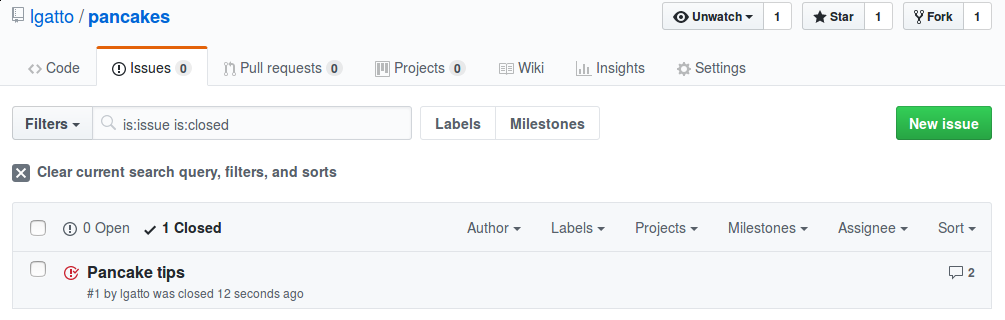 lgatto / pancakes Unwatch 1 Star 1 Fork 1
Code Issues 0 Pull requests 0 Projects 0 Wiki Insights Settings
Filters is:issue is:closed Labels Milestones New issue
Clear current search query, filters, and sorts
0 Open 1 Closed Author Labels Projects Milestones Assignee Sort
Pancake tips 2
#1 by lgatto was closed 12 seconds ago